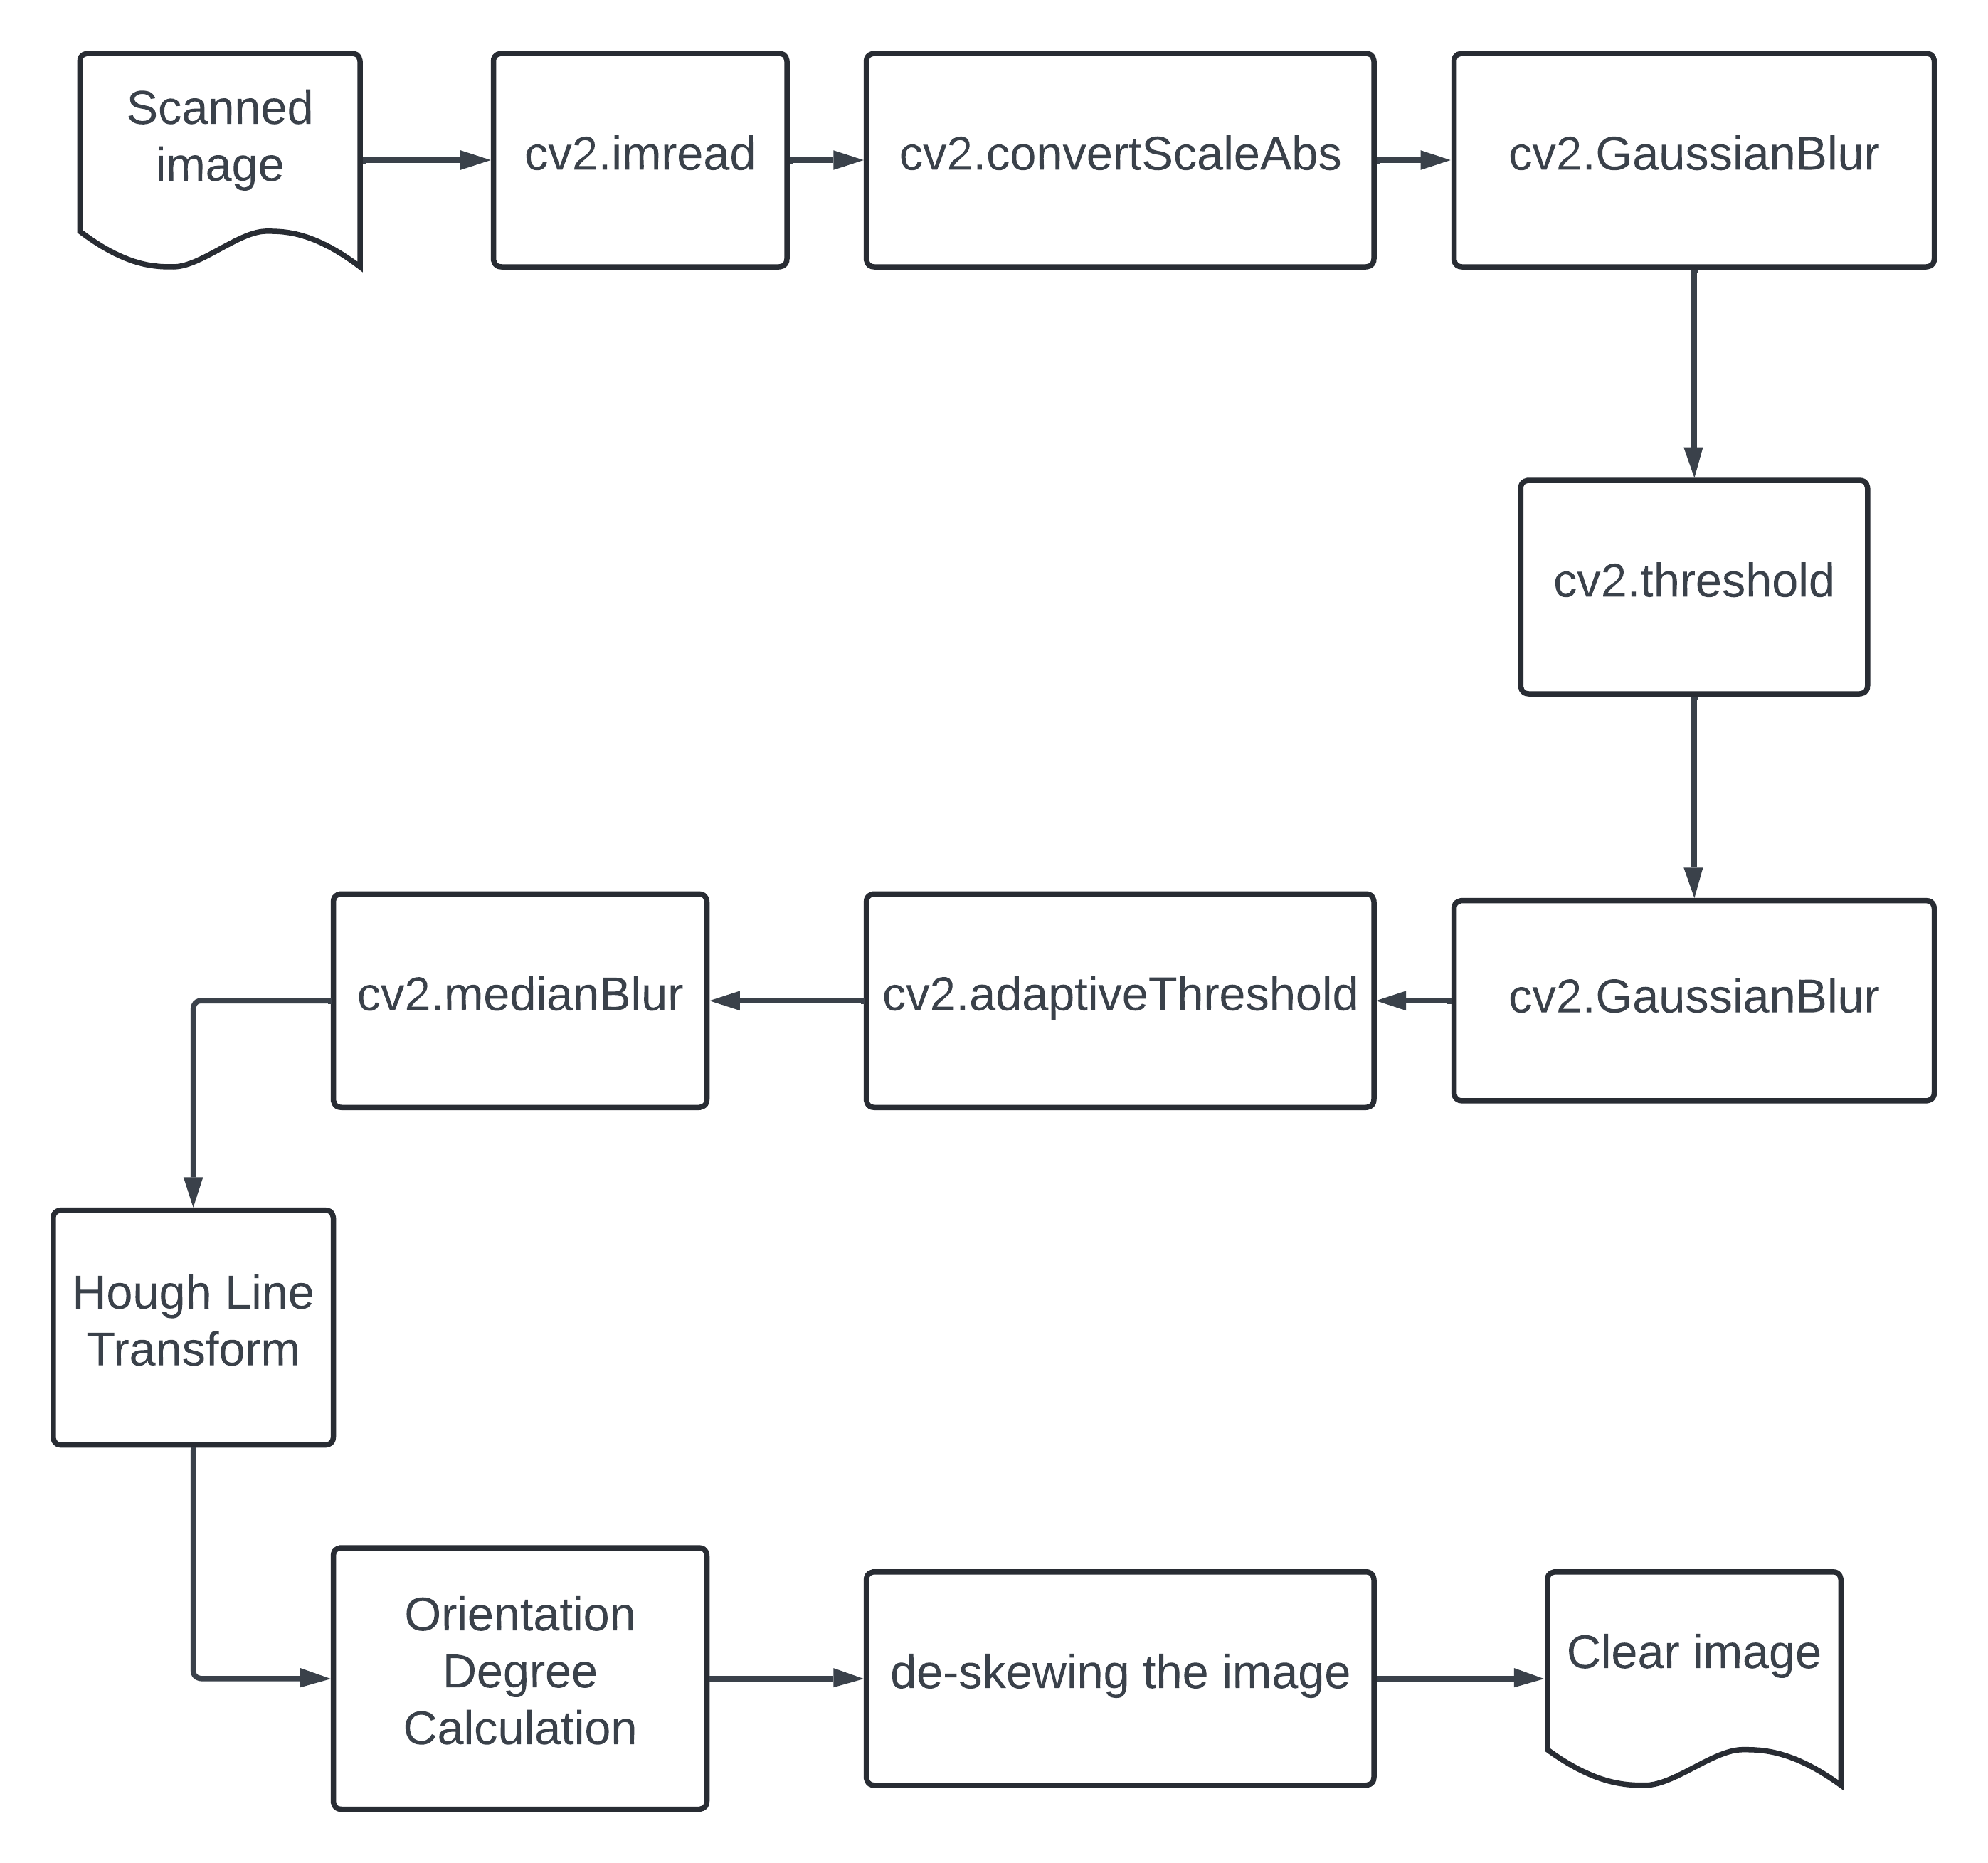 Scanned
image
cv2.imread
cv2.convertScaleAbs
cv2.GaussianBlur
cv2.threshold
cv2.GaussianBlur
cv2.adaptiveThreshold
cv2.medianBlur
Hough Line
Transform
Orientation
Degree
Calculation
de-skewing the image
Clear image